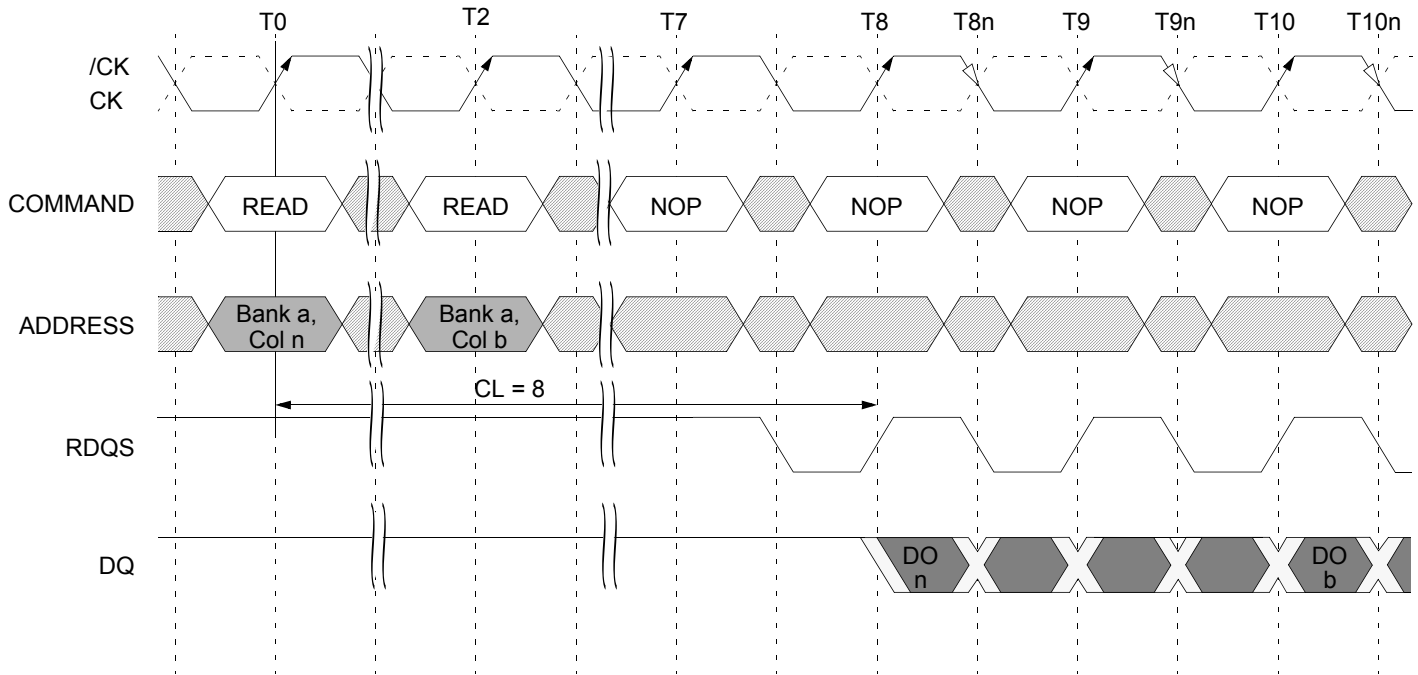 T0 T2 T7 T8 T8n T9 T9n T10 T10n
/CK
CK
COMMAND READ READ NOP NOP NOP NOP
ADDRESS Bank a, Bank a,
Col n Col b
CL = 8
RDQS
DQ DO DO
n b